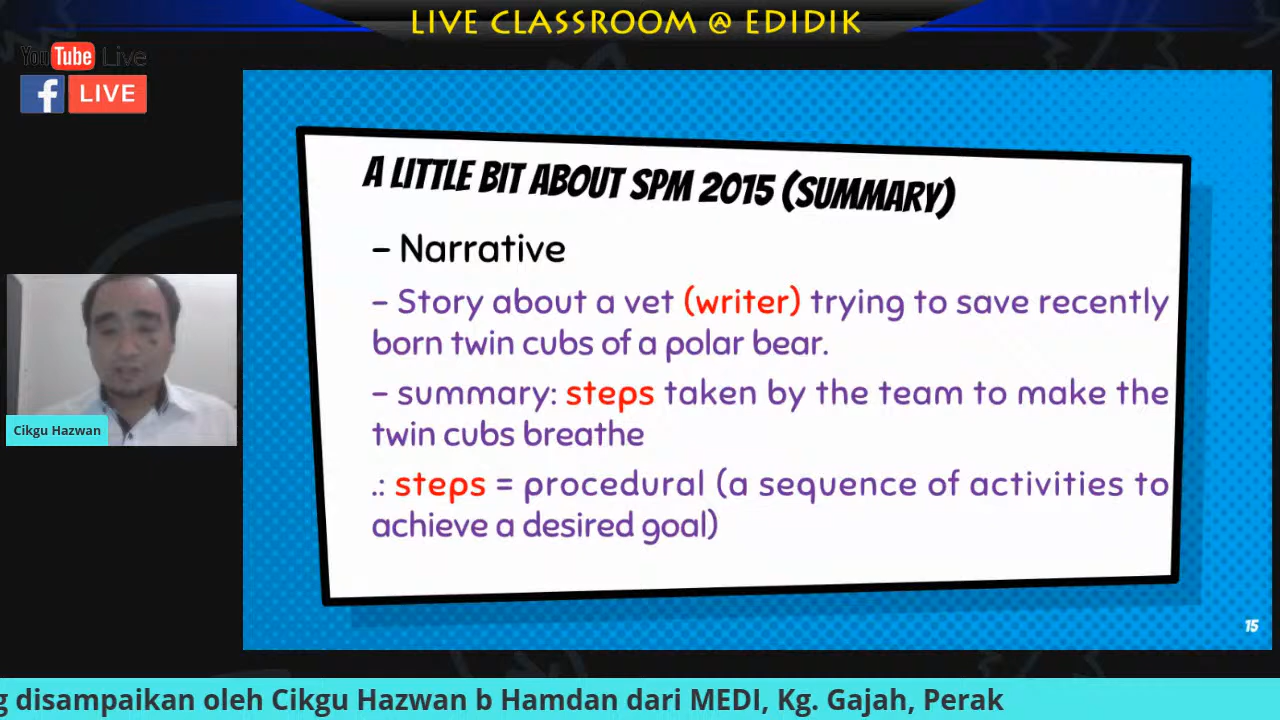 LIVE CLASSROOM @ EDIDIK
YouTube Live
f LIVE
A LITTLE BIT ABOUT SPM 2015 (SUMMARY)
– Narrative
– Story about a vet (writer) trying to save recently
born twin cubs of a polar bear.
– summary: steps taken by the team to make the
twin cubs breathe
.: steps = procedural (a sequence of activities to
achieve a desired goal)
Cikgu Hazwan
15
g disampaikan oleh Cikgu Hazwan b Hamdan dari MEDI, Kg. Gajah, Perak